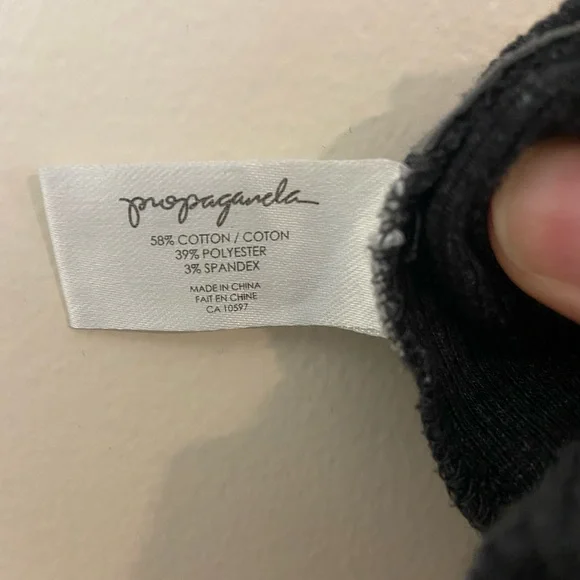 propaganda
58% COTTON / COTON
39% POLYESTER
3% SPANDEX
MADE IN CHINA
FAIT EN CHINE
CA 10597